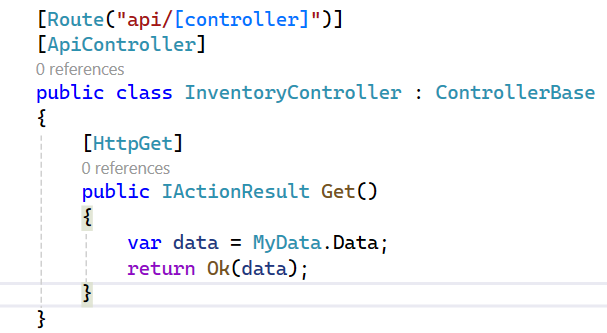 [Route("api/[controller]")]
[ApiController]
0 references
public class InventoryController : ControllerBase
{
[HttpGet]
0 references
public IActionResult Get()
{
var data = MyData.Data;
return Ok(data);
}
}